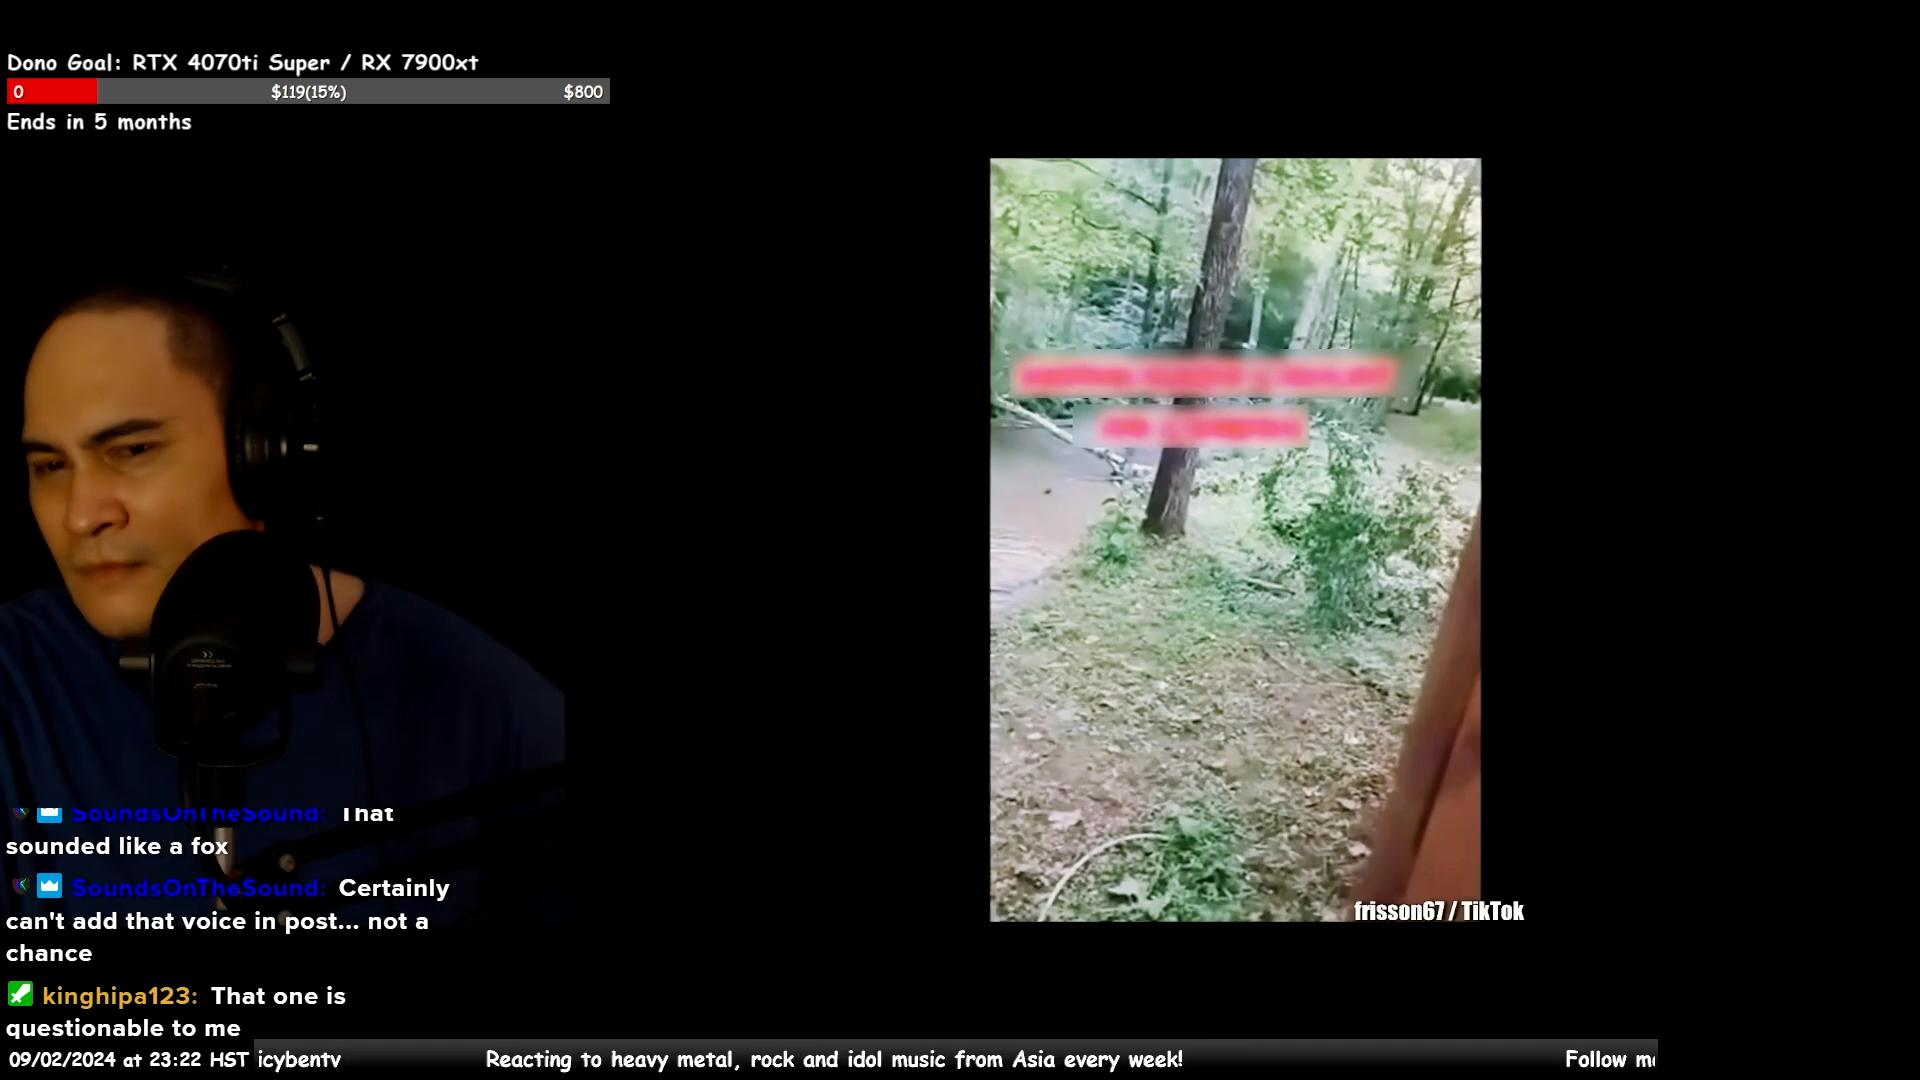 Dono Goal: RTX 4070ti Super / RX 7900xt
0 $119(15%) $800
Ends in 5 months
frisson67 / TikTok
SoundsOnTheSound: That
sounded like a fox
SoundsOnTheSound: Certainly
can't add that voice in post... not a
chance
kinghipa123: That one is
questionable to me
09/02/2024 at 23:22 HST icybentv Reacting to heavy metal, rock and idol music from Asia every week! Follow